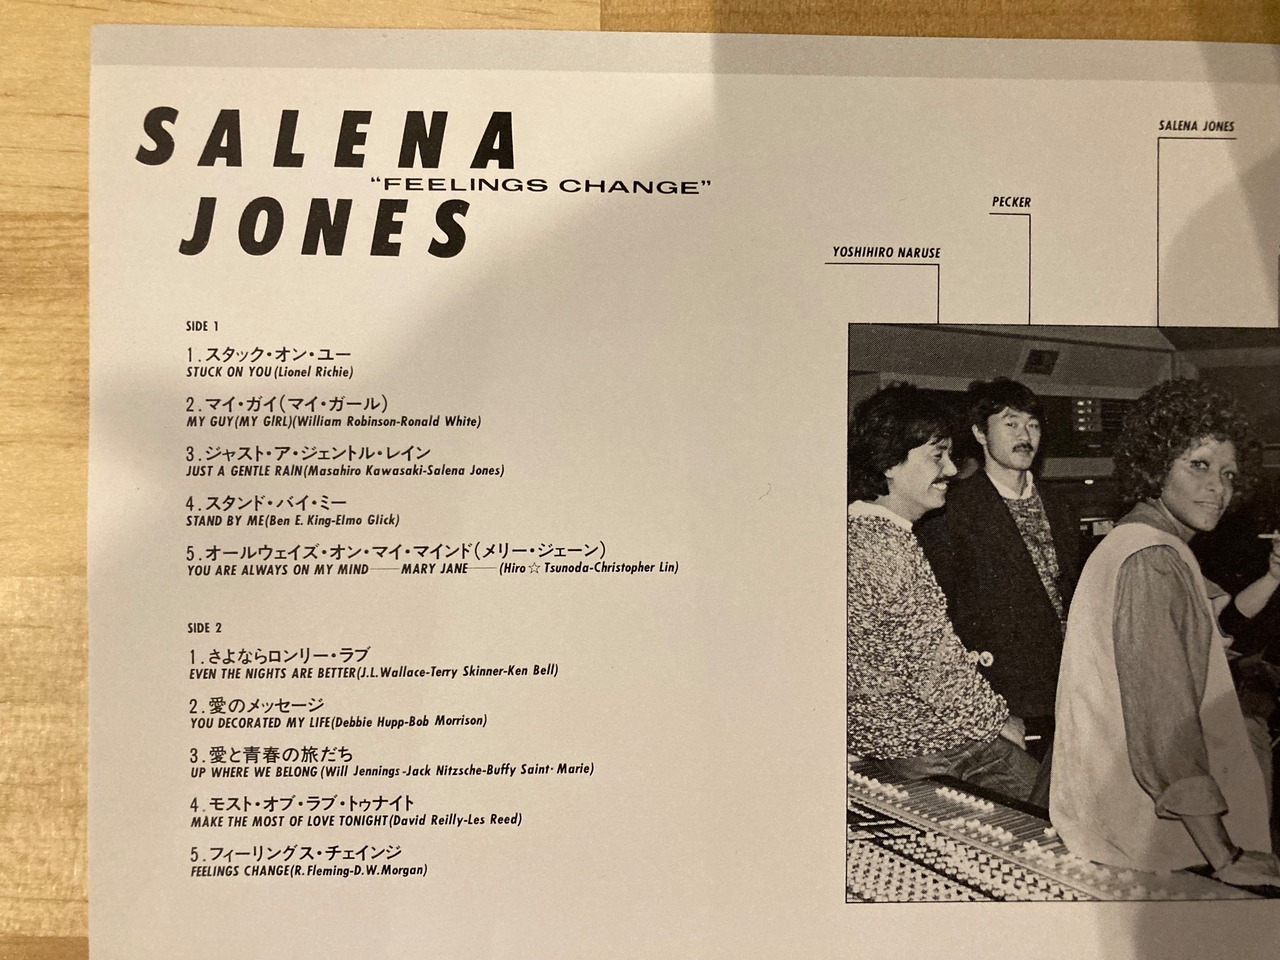 SALENA
"FEELINGS CHANGE"
JONES
SIDE 1
1.スタック・オン・ユー
STUCK ON YOU(Lionel Richie)
2.マイ・ガイ(マイ・ガール)
MY GUY(MY GIRL)(William Robinson-Ronald White)
3.ジャスト・ア・ジェントル・レイン
JUST A GENTLE RAIN(Masahiro Kawasaki-Salena Jones)
4.スタンド・バイ・ミー
STAND BY ME(Ben E. King-Elmo Glick)
5.オールウェイズ・オン・マイ・マインド(メリー・ジェーン)
YOU ARE ALWAYS ON MY MIND——MARY JANE——(Hiro☆Tsunoda-Christopher Lin)
SIDE 2
1.さよならロンリー・ラブ
EVEN THE NIGHTS ARE BETTER(J.L.Wallace-Terry Skinner-Ken Bell)
2.愛のメッセージ
YOU DECORATED MY LIFE(Debbie Hupp-Bob Morrison)
3.愛と青春の旅だち
UP WHERE WE BELONG(Will Jennings-Jack Nitzsche-Buffy Saint・Marie)
4.モスト・オブ・ラブ・トゥナイト
MAKE THE MOST OF LOVE TONIGHT(David Reilly-Les Reed)
5.フィーリングス・チェインジ
FEELINGS CHANGE(R.Fleming-D.W.Morgan)
SALENA JONES
PECKER
YOSHIHIRO NARUSE